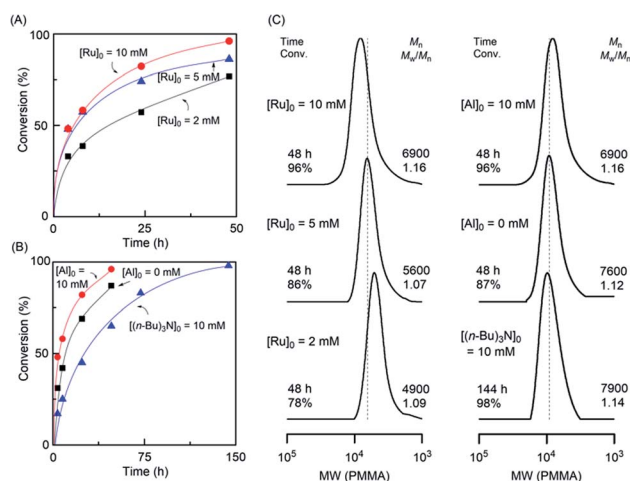 (A)
[Ru]0 = 10 mM
[Ru]0 = 5 mM
[Ru]0 = 2 mM
Conversion (%)
100
50
0
0
25
50
Time (h)
(B)
[Al]0 =
10 mM
[Al]0 = 0 mM
[(n-Bu)3N]0 = 10 mM
Conversion (%)
100
50
0
0
75
150
Time (h)
(C)
Time
Conv.
Mn
Mw/Mn
[Ru]0 = 10 mM
48 h
96%
6900
1.16
[Ru]0 = 5 mM
48 h
86%
5600
1.07
[Ru]0 = 2 mM
48 h
78%
4900
1.09
10^5
10^4
10^3
MW (PMMA)
Time
Conv.
Mn
Mw/Mn
[Al]0 = 10 mM
48 h
96%
6900
1.16
[Al]0 = 0 mM
48 h
87%
7600
1.12
[(n-Bu)3N]0
= 10 mM
144 h
98%
7900
1.14
10^5
10^4
10^3
MW (PMMA)